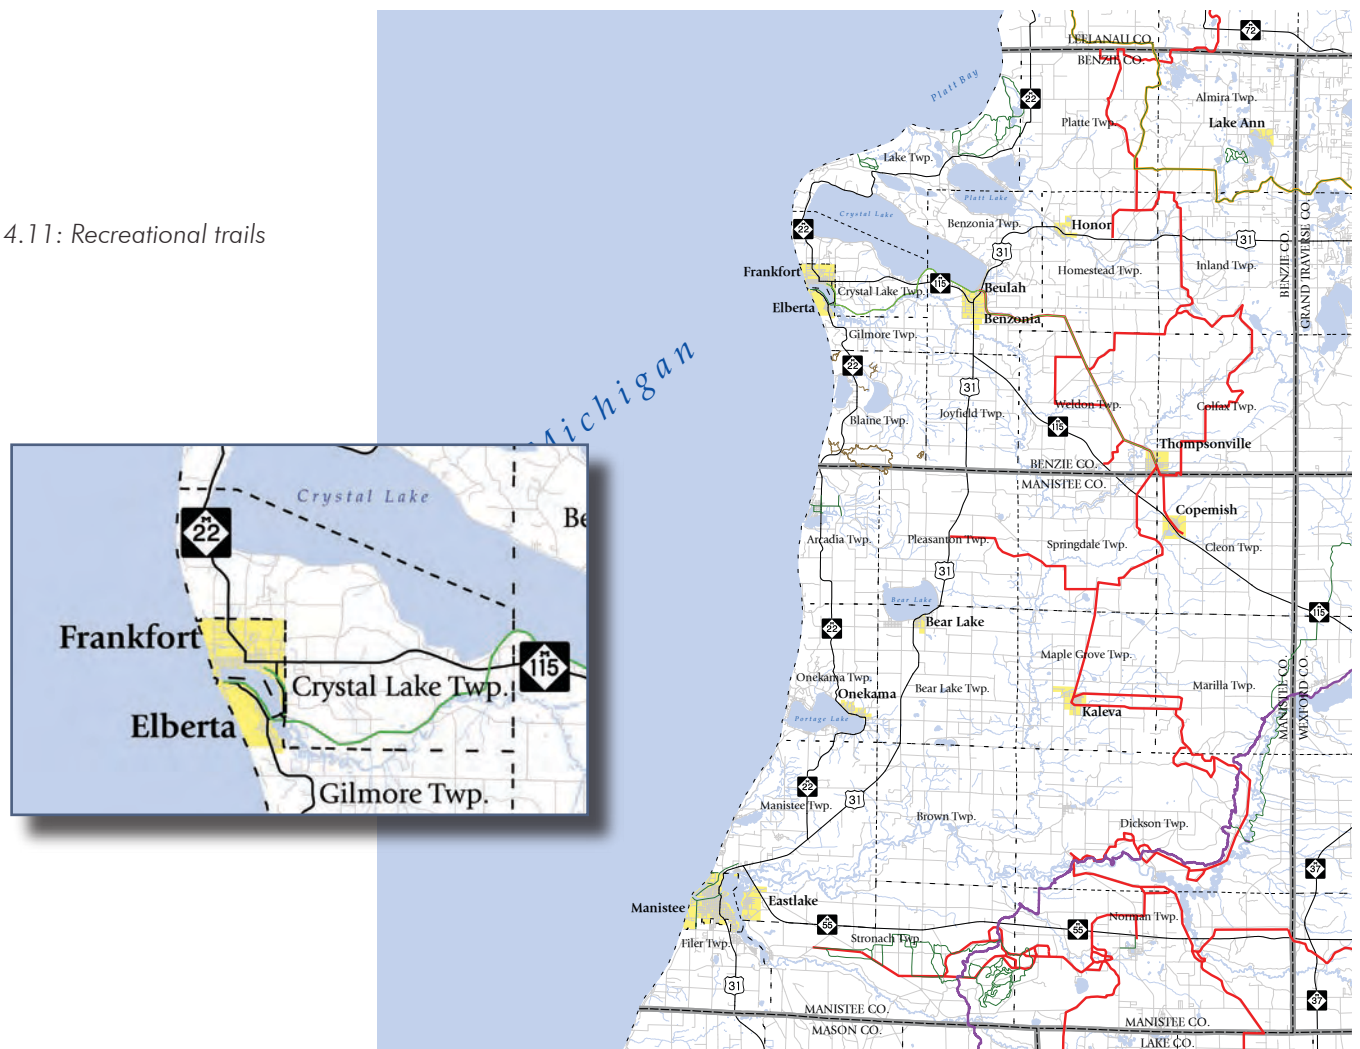 4.11: Recreational trails
72
LEELANAU CO.
BENZIE CO.
Platt Bay
22
Almira Twp.
Platte Twp.
Lake Ann
Lake Twp.
Crystal Lake
Platt Lake
Benzonia Twp.
Honor
22
31
31
Homestead Twp.
Inland Twp.
BENZIE CO.
GRAND TRAVERSE CO.
Frankfort
Crystal Lake Twp.
115
Beulah
Elberta
Benzonia
Gilmore Twp.
22
31
Michigan
Joyfield Twp.
Weldon Twp.
Colfax Twp.
Blaine Twp.
115
Thompsonville
BENZIE CO.
MANISTEE CO.
Copemish
Arcadia Twp.
Pleasanton Twp.
Springdale Twp.
Cleon Twp.
31
Bear Lake
115
22
Bear Lake
Maple Grove Twp.
Onekama Twp.
Onekama
Bear Lake Twp.
Marilla Twp.
MANISTEE CO.
WEXFORD CO.
Portage Lake
Kaleva
22
31
Manistee Twp.
Brown Twp.
Dickson Twp.
37
Manistee
Eastlake
55
55
Norman Twp.
Filer Twp.
Stronach Twp.
31
37
MANISTEE CO.
MASON CO.
MANISTEE CO.
LAKE CO.
Crystal Lake
M
22
Be
Frankfort
M
115
Crystal Lake Twp.
Elberta
Gilmore Twp.